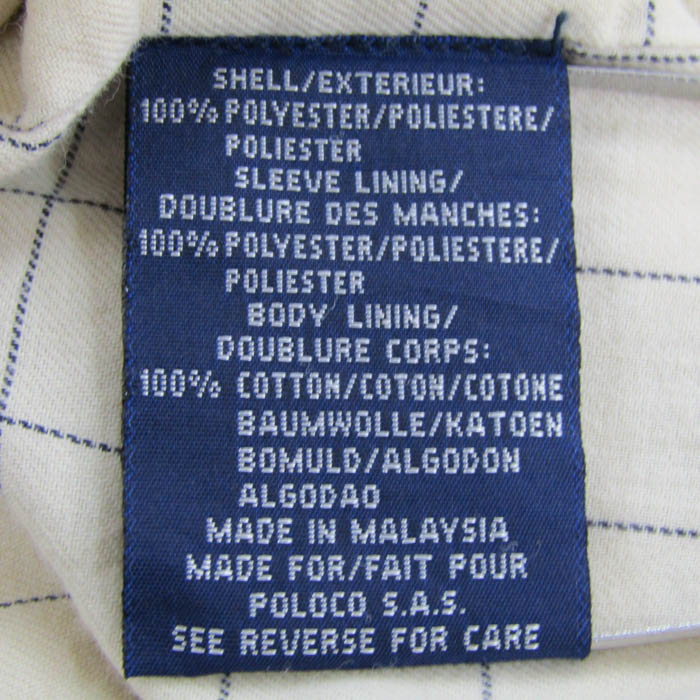 SHELL/EXTERIEUR:
100% POLYESTER/POLIESTERE/
POLIESTER
SLEEVE LINING/
DOUBLURE DES MANCHES:
100% POLYESTER/POLIESTERE/
POLIESTER
BODY LINING/
DOUBLURE CORPS:
100% COTTON/COTON/COTONE
BAUMWOLLE/KATOEN
BOMULD/ALGODON
ALGODAO
MADE IN MALAYSIA
MADE FOR/FAIT POUR
POLOCO S.A.S.
SEE REVERSE FOR CARE